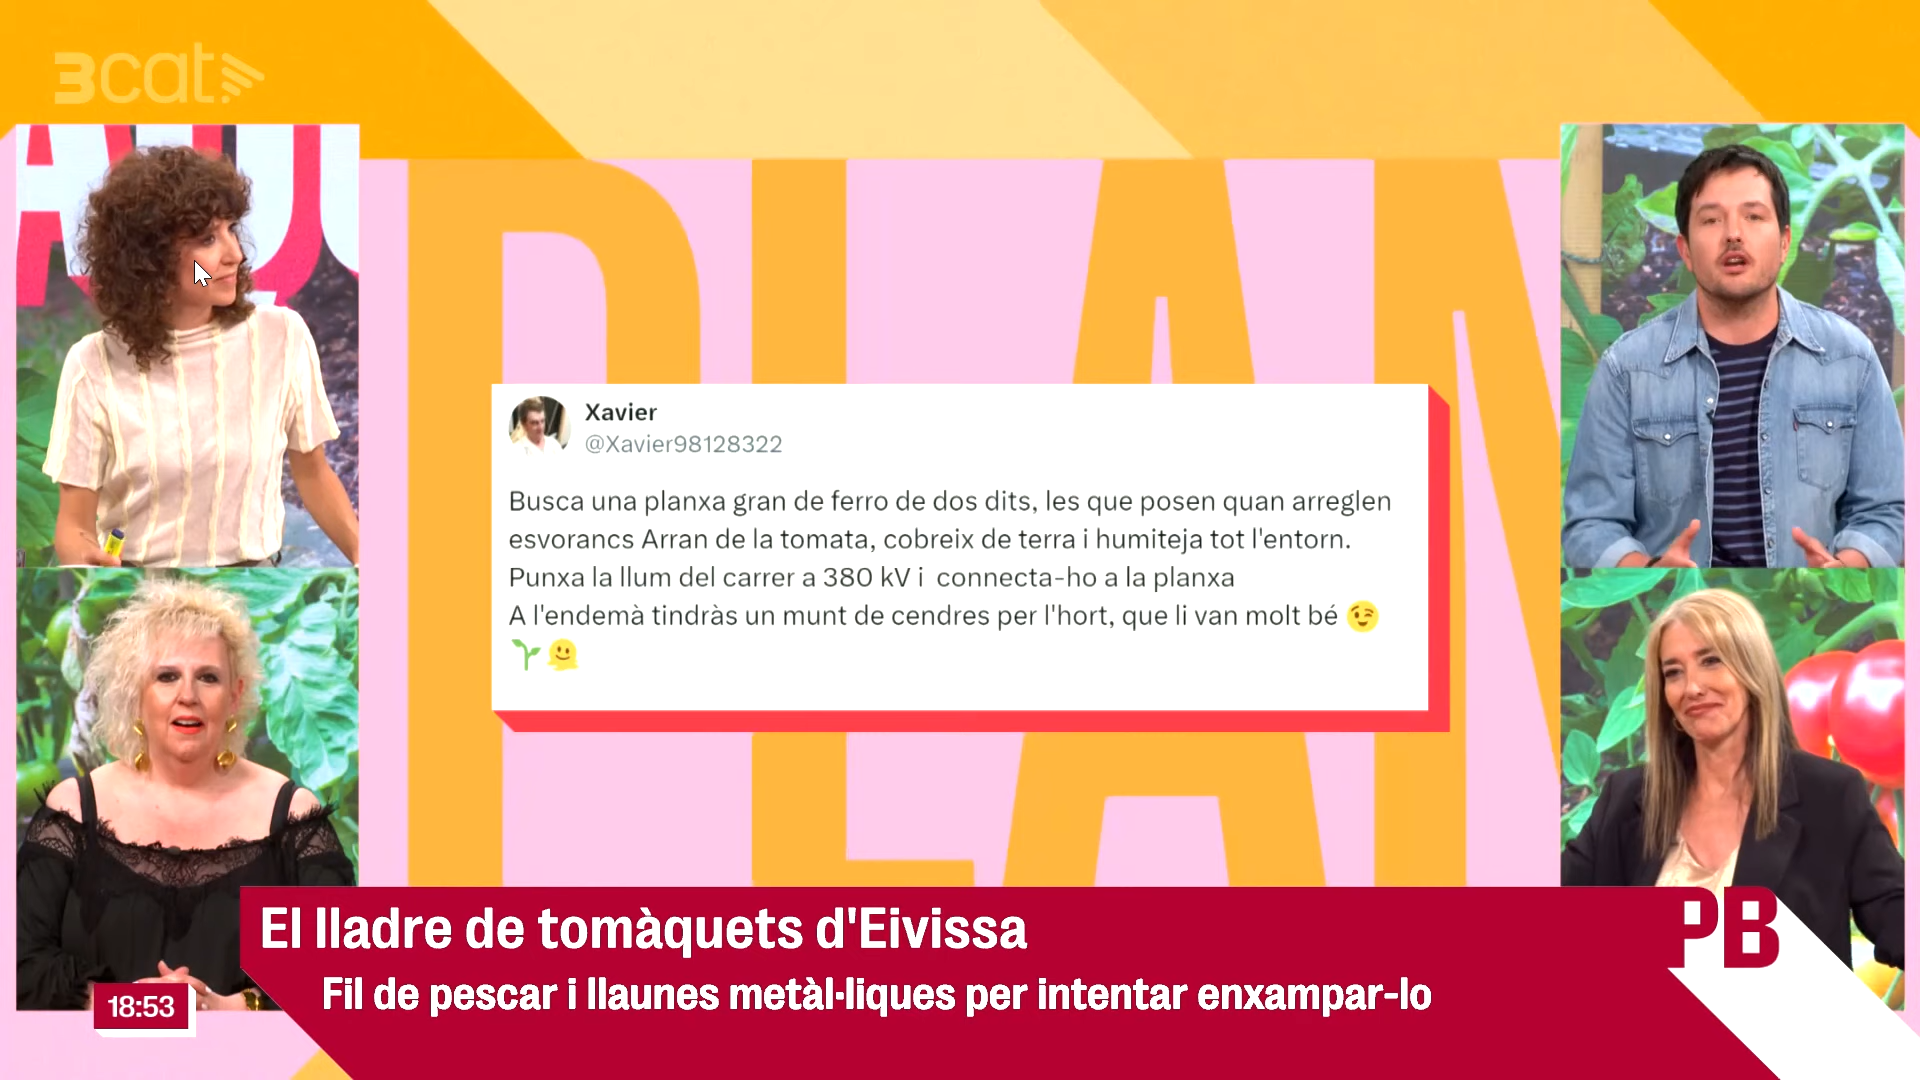 3cat
PLAN
Xavier
@Xavier98128322
Busca una planxa gran de ferro de dos dits, les que posen quan arreglen
esvorancs Arran de la tomata, cobreix de terra i humiteja tot l'entorn.
Punxa la llum del carrer a 380 kV i  connecta-ho a la planxa
A l'endemà tindràs un munt de cendres per l'hort, que li van molt bé 😉
🌱🫠
El lladre de tomàquets d'Eivissa
PB
Fil de pescar i llaunes metàl·liques per intentar enxampar-lo
18:53